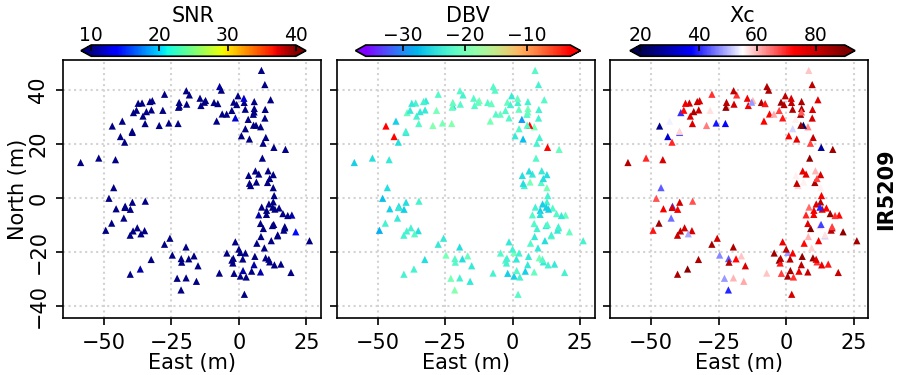 SNR DBV Xc
10 20 30 40 −30 −20 −10 20 40 60 80
40
20
0
−20
−40
North (m)
−50 −25 0 25 −50 −25 0 25 −50 −25 0 25
East (m) East (m) East (m)
IR5209